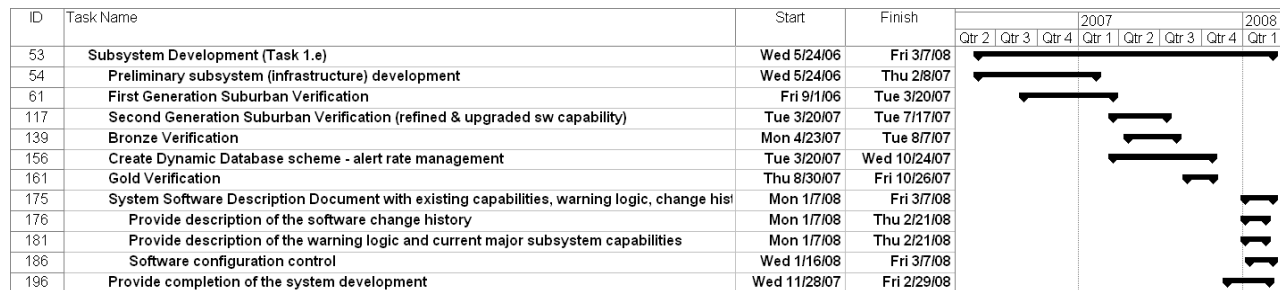 ID Task Name Start Finish 2007 2008
Qtr 2 Qtr 3 Qtr 4 Qtr 1 Qtr 2 Qtr 3 Qtr 4 Qtr 1
53 Subsystem Development (Task 1.e) Wed 5/24/06 Fri 3/7/08
54 Preliminary subsystem (infrastructure) development Wed 5/24/06 Thu 2/8/07
61 First Generation Suburban Verification Fri 9/1/06 Tue 3/20/07
117 Second Generation Suburban Verification (refined & upgraded sw capability) Tue 3/20/07 Tue 7/17/07
139 Bronze Verification Mon 4/23/07 Tue 8/7/07
156 Create Dynamic Database scheme - alert rate management Tue 3/20/07 Wed 10/24/07
161 Gold Verification Thu 8/30/07 Fri 10/26/07
175 System Software Description Document with existing capabilities, warning logic, change hist Mon 1/7/08 Fri 3/7/08
176 Provide description of the software change history Mon 1/7/08 Thu 2/21/08
181 Provide description of the warning logic and current major subsystem capabilities Mon 1/7/08 Thu 2/21/08
186 Software configuration control Wed 1/16/08 Fri 3/7/08
196 Provide completion of the system development Wed 11/28/07 Fri 2/29/08